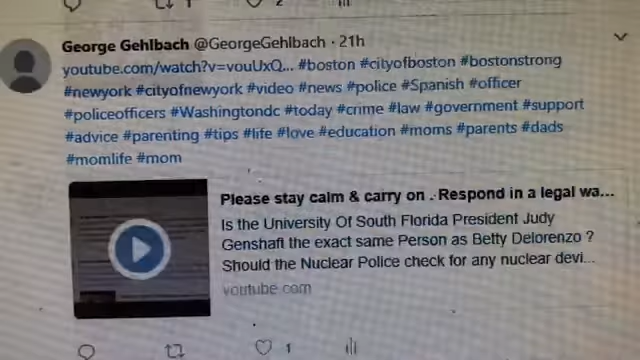 George Gehlbach @GeorgeGehlbach · 21h
youtube.com/watch?v=vouUxQ... #boston #cityofboston #bostonstrong
#newyork #cityofnewyork #video #news #police #Spanish #officer
#policeofficers #Washingtondc #today #crime #law #government #support
#advice #parenting #tips #life #love #education #moms #parents #dads
#momlife #mom
Please stay calm & carry on . Respond in a legal wa...
Is the University Of South Florida President Judy
Genshaft the exact same Person as Betty Delorenzo ?
Should the Nuclear Police check for any nuclear devi...
youtube.com
1